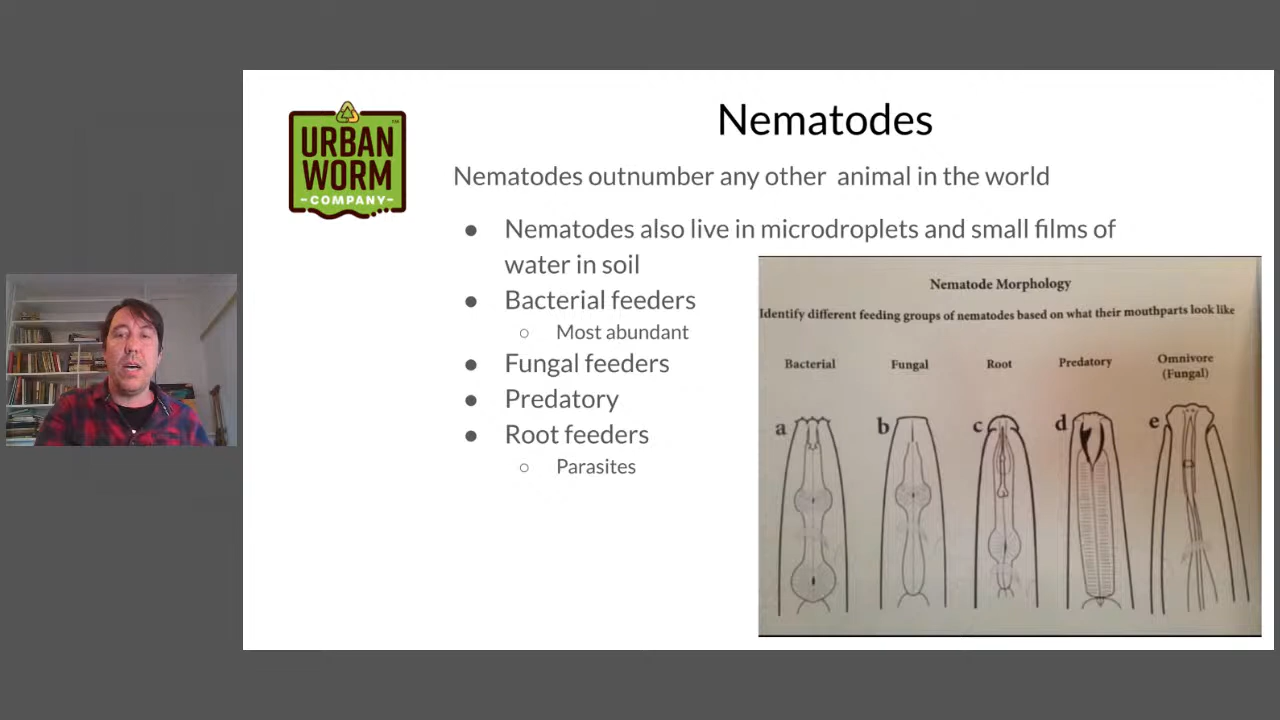 URBAN
WORM
-COMPANY-
TM
Nematodes
Nematodes outnumber any other animal in the world
● Nematodes also live in microdroplets and small films of
water in soil
● Bacterial feeders
○ Most abundant
● Fungal feeders
● Predatory
● Root feeders
○ Parasites
Nematode Morphology
Identify different feeding groups of nematodes based on what their mouthparts look like
Bacterial Fungal Root Predatory Omnivore
(Fungal)
a b c d e